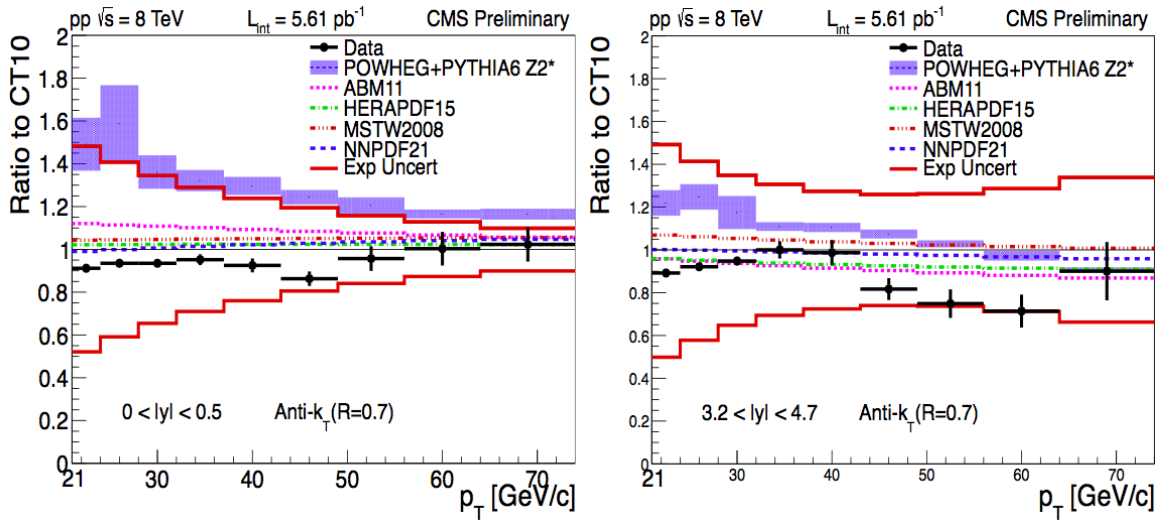 pp √s = 8 TeV L_int = 5.61 pb⁻¹ CMS Preliminary
Ratio to CT10
2
1.8
1.6
1.4
1.2
1
0.8
0.6
0.4
0.2
0
Data
POWHEG+PYTHIA6 Z2*
ABM11
HERAPDF15
MSTW2008
NNPDF21
Exp Uncert
0 < |y| < 0.5 Anti-k_T(R=0.7)
21 30 40 50 60 70
p_T [GeV/c]
pp √s = 8 TeV L_int = 5.61 pb⁻¹ CMS Preliminary
Ratio to CT10
2
1.8
1.6
1.4
1.2
1
0.8
0.6
0.4
0.2
0
Data
POWHEG+PYTHIA6 Z2*
ABM11
HERAPDF15
MSTW2008
NNPDF21
Exp Uncert
3.2 < |y| < 4.7 Anti-k_T(R=0.7)
21 30 40 50 60 70
p_T [GeV/c]